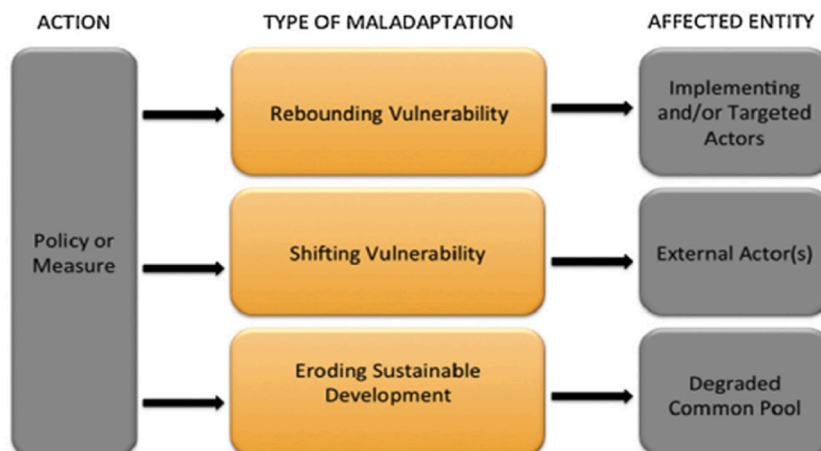 ACTION
TYPE OF MALADAPTATION
AFFECTED ENTITY
Policy or
Measure
Rebounding Vulnerability
Implementing
and/or Targeted
Actors
Shifting Vulnerability
External Actor(s)
Eroding Sustainable
Development
Degraded
Common Pool